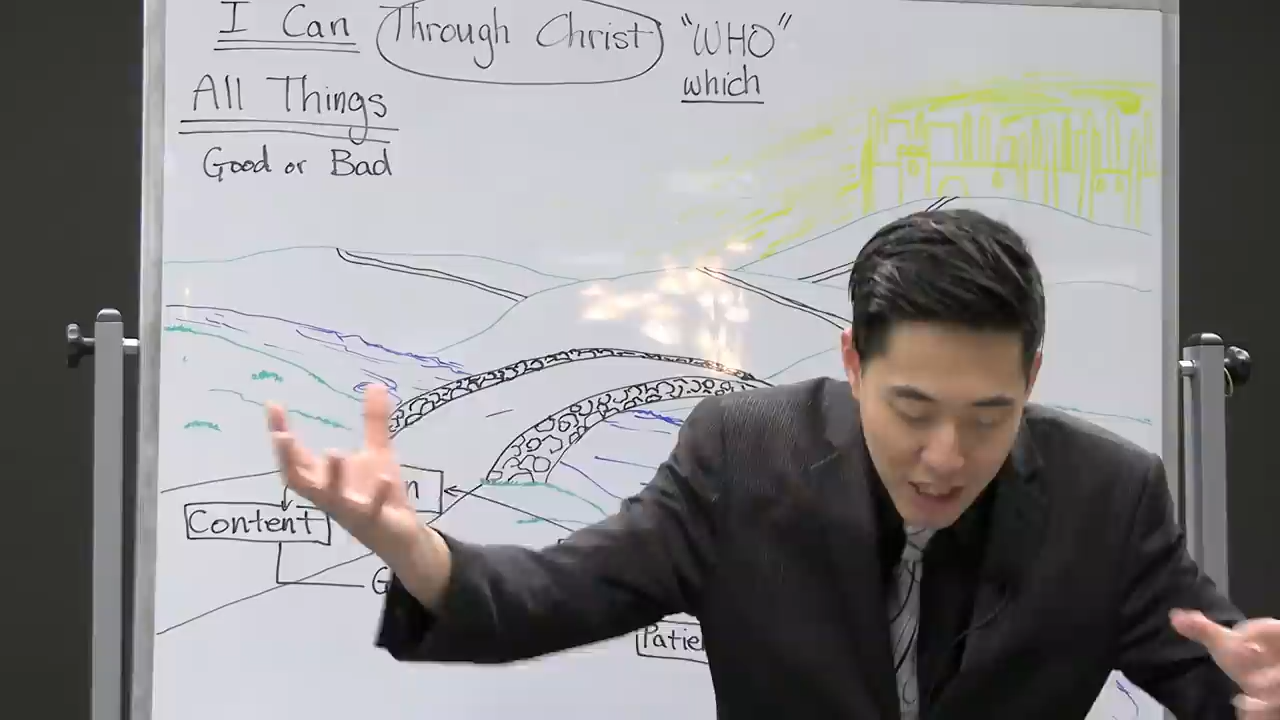 I Can Through Christ "WHO"
which
All Things
Good or Bad
Content